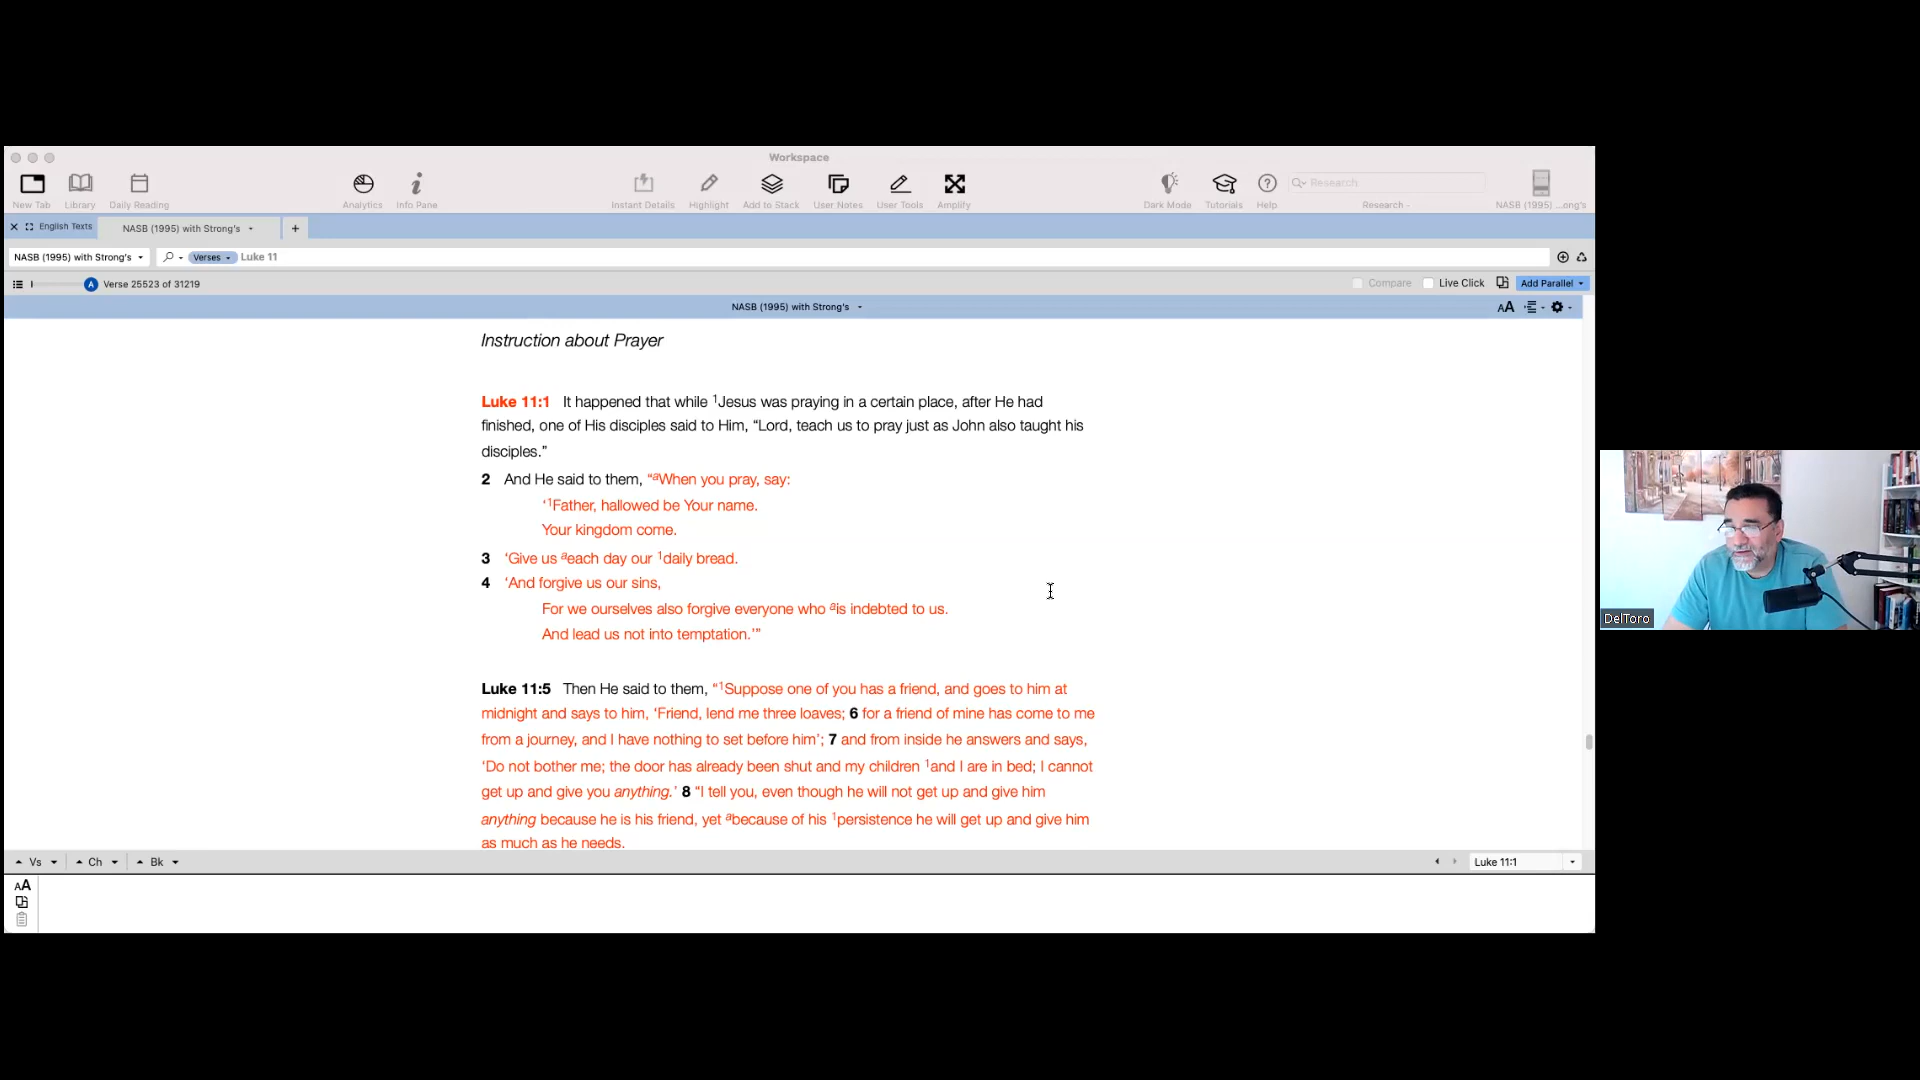 Workspace
New Tab Library Daily Reading Analytics Info Pane Instant Details Highlight Add to Stack User Notes User Tools Amplify Dark Mode Tutorials Help Research Research NASB (1995) ...ong's
English Texts NASB (1995) with Strong's +
NASB (1995) with Strong's Verses Luke 11
A Verse 25523 of 31219 Compare Live Click Add Parallel
NASB (1995) with Strong's AA
Instruction about Prayer
Luke 11:1 It happened that while ¹Jesus was praying in a certain place, after He had
finished, one of His disciples said to Him, “Lord, teach us to pray just as John also taught his
disciples.”
2 And He said to them, “ᵃWhen you pray, say:
‘¹Father, hallowed be Your name.
Your kingdom come.
3 ‘Give us ᵃeach day our ¹daily bread.
4 ‘And forgive us our sins,
For we ourselves also forgive everyone who ᵃis indebted to us.
And lead us not into temptation.’”
Luke 11:5 Then He said to them, “¹Suppose one of you has a friend, and goes to him at
midnight and says to him, ‘Friend, lend me three loaves; 6 for a friend of mine has come to me
from a journey, and I have nothing to set before him’; 7 and from inside he answers and says,
‘Do not bother me; the door has already been shut and my children ¹and I are in bed; I cannot
get up and give you anything.’ 8 “I tell you, even though he will not get up and give him
anything because he is his friend, yet ᵃbecause of his ¹persistence he will get up and give him
as much as he needs.
Vs Ch Bk Luke 11:1
AA
DelToro